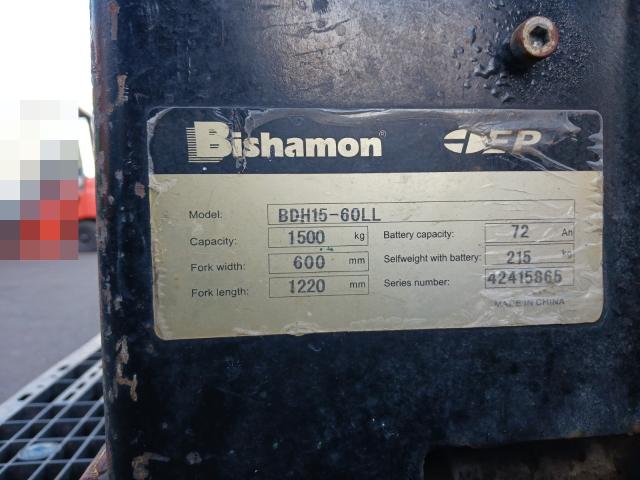 Bishamon® EP
Model: BDH15-60LL
Capacity: 1500 kg
Battery capacity: 72 Ah
Fork width: 600 mm
Selfweight with battery: 215 kg
Fork length: 1220 mm
Series number: 42415865
MADE IN CHINA